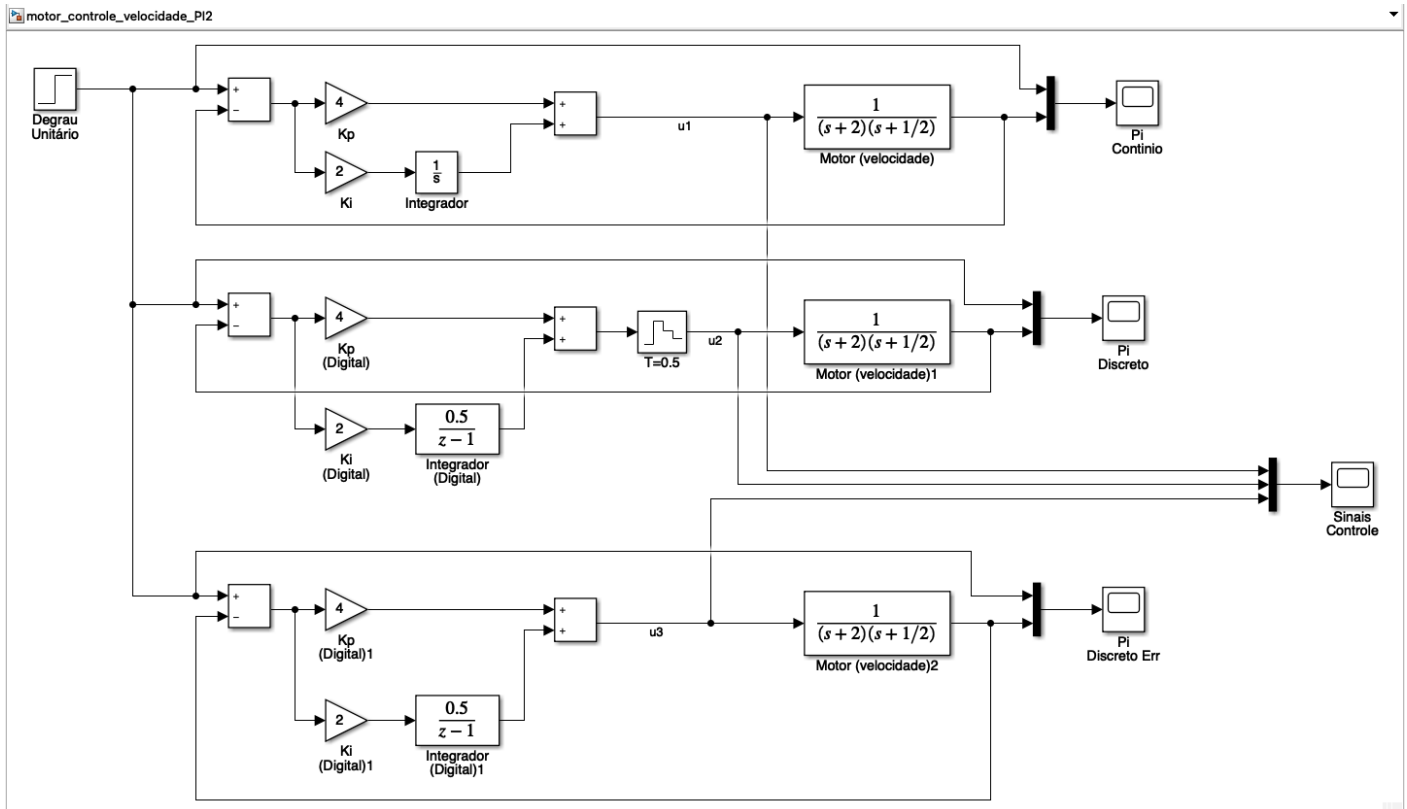 motor_controle_velocidade_PI2
Degrau
Unitário
+
−
4
Kp
2
Ki
1
s
Integrador
+
+
u1
1
(s + 2)(s + 1/2)
Motor (velocidade)
Pi
Continio
+
−
4
Kp
(Digital)
2
Ki
(Digital)
0.5
z − 1
Integrador
(Digital)
+
+
T=0.5
u2
1
(s + 2)(s + 1/2)
Motor (velocidade)1
Pi
Discreto
Sinais
Controle
+
−
4
Kp
(Digital)1
2
Ki
(Digital)1
0.5
z − 1
Integrador
(Digital)1
+
+
u3
1
(s + 2)(s + 1/2)
Motor (velocidade)2
Pi
Discreto Err